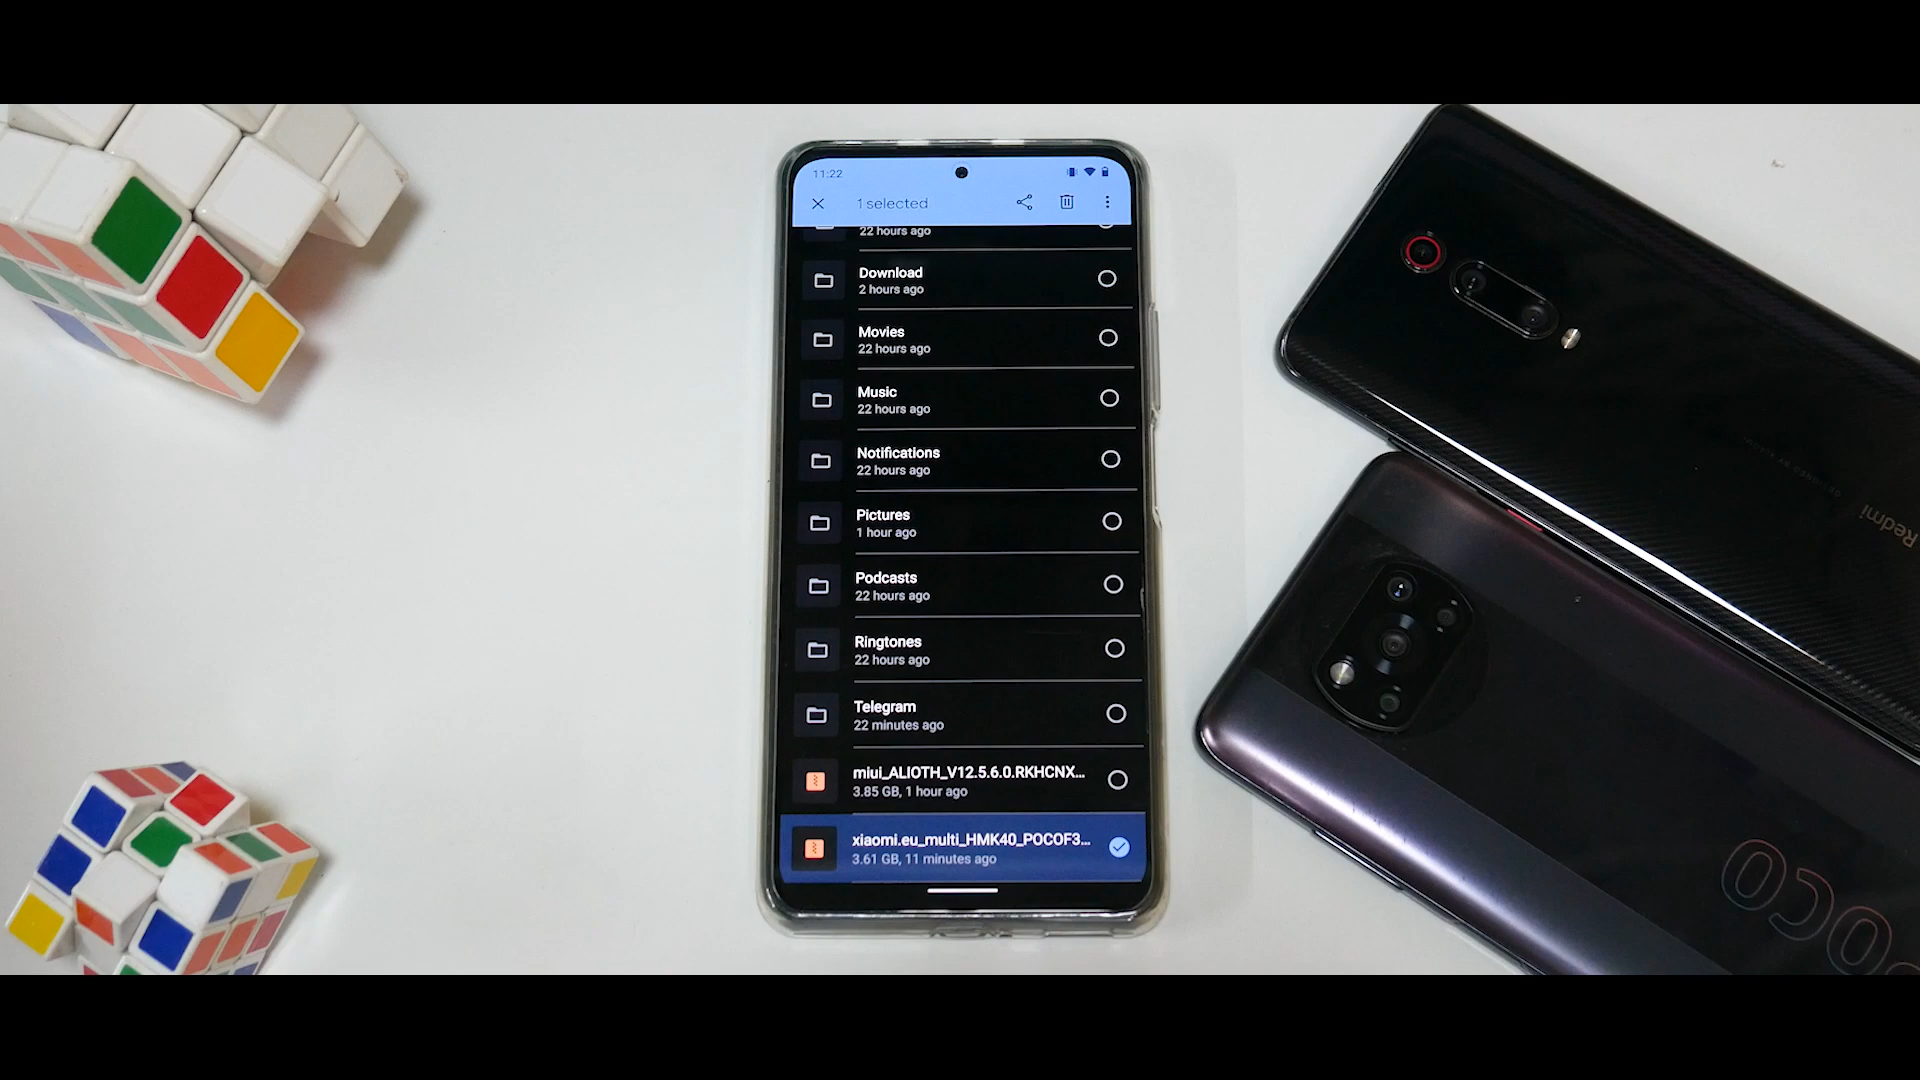 11:22
1 selected
22 hours ago
Download
2 hours ago
Movies
22 hours ago
Music
22 hours ago
Notifications
22 hours ago
Pictures
1 hour ago
Podcasts
22 hours ago
Ringtones
22 hours ago
Telegram
22 minutes ago
miui_ALIOTH_V12.5.6.0.RKHCNX...
3.85 GB, 1 hour ago
xiaomi.eu_multi_HMK40_POCOF3...
3.61 GB, 11 minutes ago
Redmi
POCO